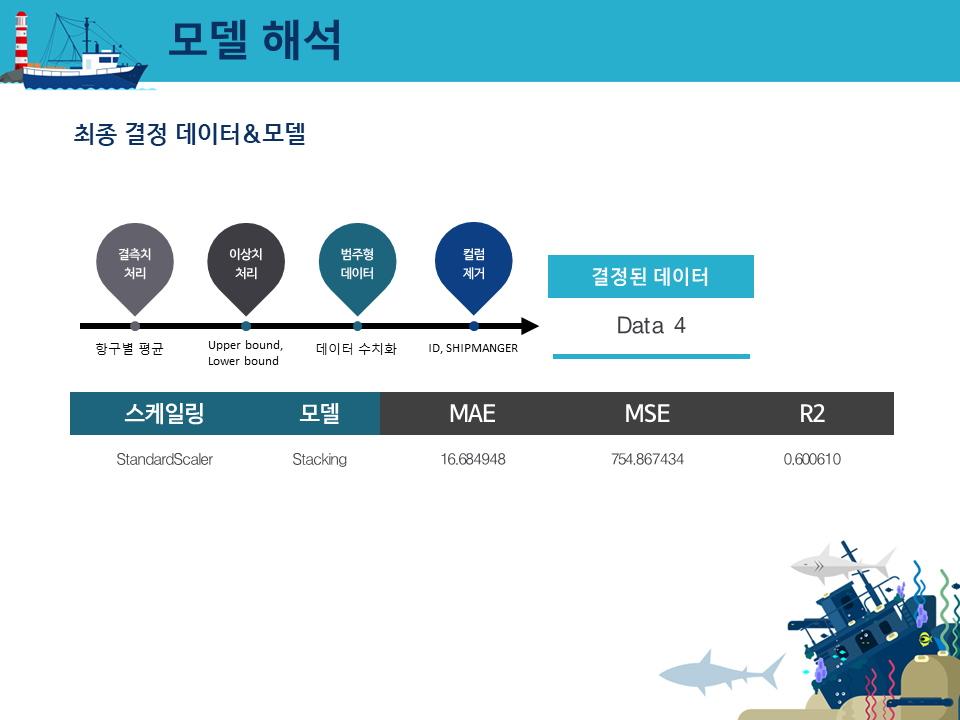 모델 해석
최종 결정 데이터&모델
결측치
처리
이상치
처리
범주형
데이터
컬럼
제거
항구별 평균
Upper bound,
Lower bound
데이터 수치화
ID, SHIPMANGER
결정된 데이터
Data 4
스케일링 모델 MAE MSE R2
StandardScaler Stacking 16.684948 754.867434 0.600610